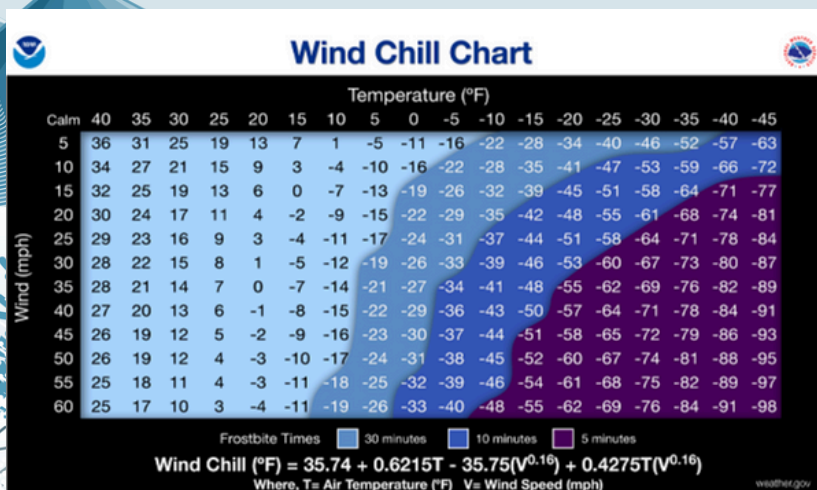 Wind Chill Chart
Temperature (ºF)
Calm 40 35 30 25 20 15 10 5 0 -5 -10 -15 -20 -25 -30 -35 -40 -45
5 36 31 25 19 13 7 1 -5 -11 -16 -22 -28 -34 -40 -46 -52 -57 -63
10 34 27 21 15 9 3 -4 -10 -16 -22 -28 -35 -41 -47 -53 -59 -66 -72
15 32 25 19 13 6 0 -7 -13 -19 -26 -32 -39 -45 -51 -58 -64 -71 -77
20 30 24 17 11 4 -2 -9 -15 -22 -29 -35 -42 -48 -55 -61 -68 -74 -81
25 29 23 16 9 3 -4 -11 -17 -24 -31 -37 -44 -51 -58 -64 -71 -78 -84
30 28 22 15 8 1 -5 -12 -19 -26 -33 -39 -46 -53 -60 -67 -73 -80 -87
35 28 21 14 7 0 -7 -14 -21 -27 -34 -41 -48 -55 -62 -69 -76 -82 -89
40 27 20 13 6 -1 -8 -15 -22 -29 -36 -43 -50 -57 -64 -71 -78 -84 -91
45 26 19 12 5 -2 -9 -16 -23 -30 -37 -44 -51 -58 -65 -72 -79 -86 -93
50 26 19 12 4 -3 -10 -17 -24 -31 -38 -45 -52 -60 -67 -74 -81 -88 -95
55 25 18 11 4 -3 -11 -18 -25 -32 -39 -46 -54 -61 -68 -75 -82 -89 -97
60 25 17 10 3 -4 -11 -19 -26 -33 -40 -48 -55 -62 -69 -76 -84 -91 -98
Wind (mph)
Frostbite Times 30 minutes 10 minutes 5 minutes
Wind Chill (ºF) = 35.74 + 0.6215T - 35.75(V^0.16) + 0.4275T(V^0.16)
Where, T= Air Temperature (ºF) V= Wind Speed (mph)
weather.gov